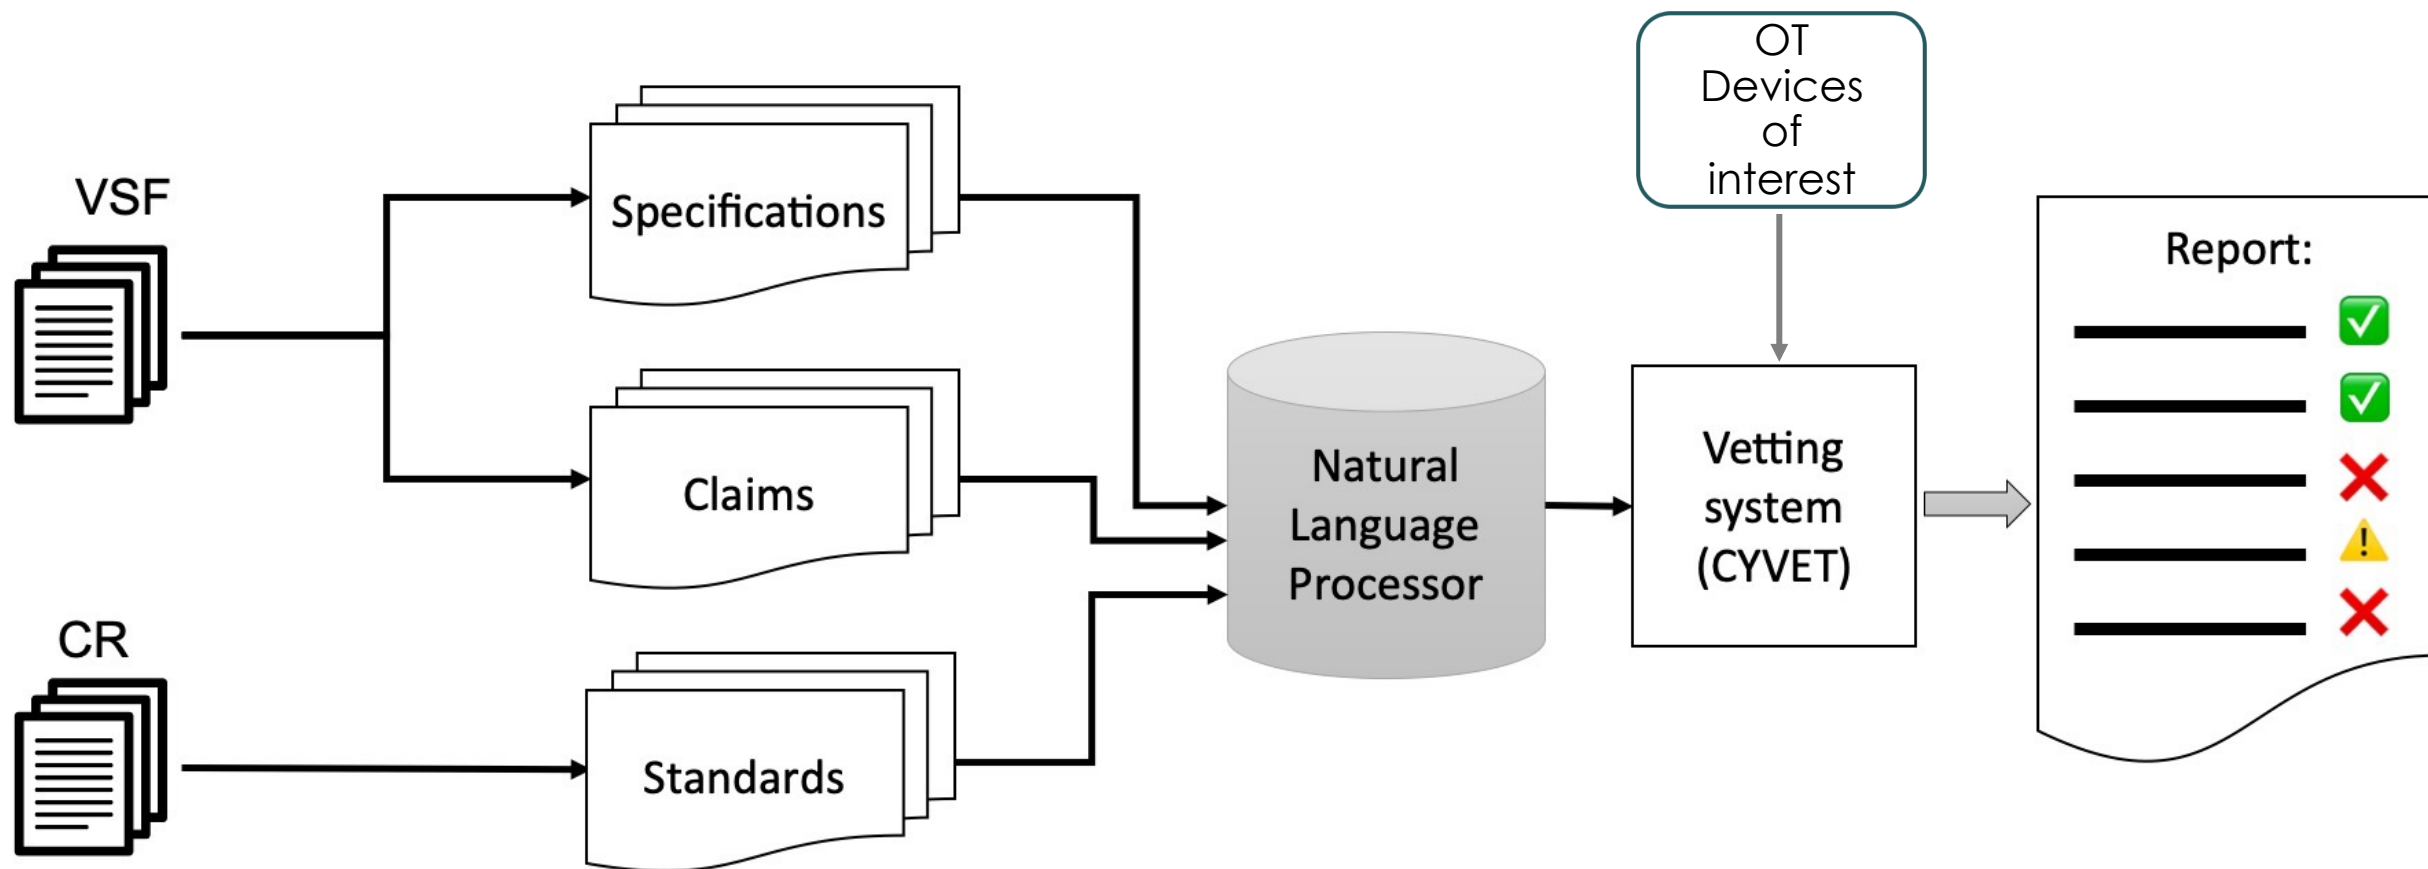 VSF
Specifications
Claims
CR
Standards
Natural
Language
Processor
OT
Devices
of
interest
Vetting
system
(CYVET)
Report: